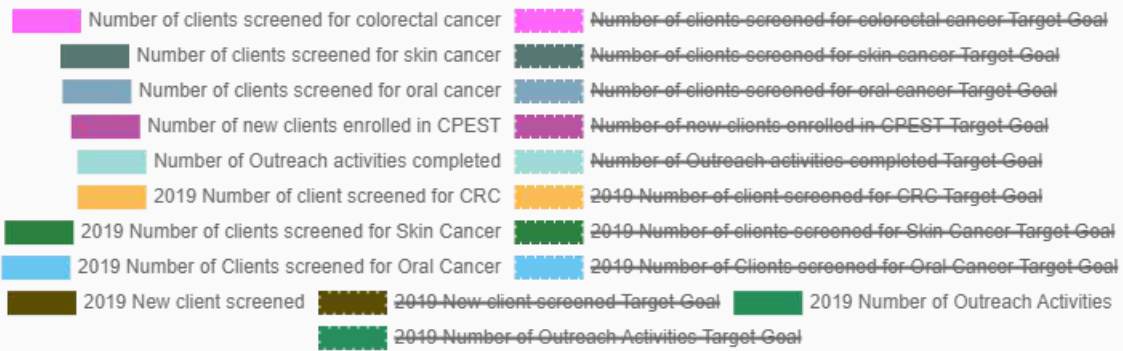 Number of clients screened for colorectal cancer Number of clients screened for colorectal cancer Target Goal
Number of clients screened for skin cancer Number of clients screened for skin cancer Target Goal
Number of clients screened for oral cancer Number of clients screened for oral cancer Target Goal
Number of new clients enrolled in CPEST Number of new clients enrolled in CPEST Target Goal
Number of Outreach activities completed Number of Outreach activities completed Target Goal
2019 Number of client screened for CRC 2019 Number of client screened for CRC Target Goal
2019 Number of clients screened for Skin Cancer 2019 Number of clients screened for Skin Cancer Target Goal
2019 Number of Clients screened for Oral Cancer 2019 Number of Clients screened for Oral Cancer Target Goal
2019 New client screened 2019 New client screened Target Goal 2019 Number of Outreach Activities
2019 Number of Outreach Activities Target Goal